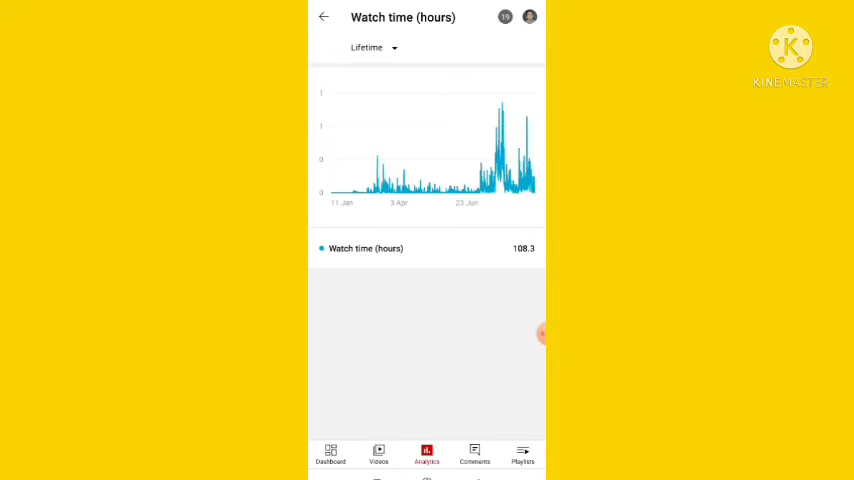 Watch time (hours)
19
Lifetime
K
KINEMASTER
1
1
0
0
11 Jan
3 Apr
23 Jun
Watch time (hours)
108.3
Dashboard
Videos
Analytics
Comments
Playlists